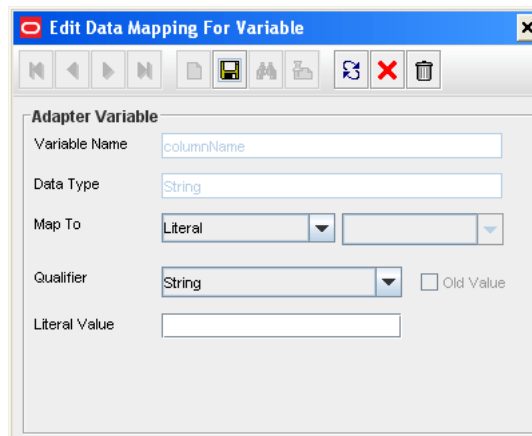 Edit Data Mapping For Variable
Adapter Variable
Variable Name columnName
Data Type String
Map To Literal
Qualifier String Old Value
Literal Value